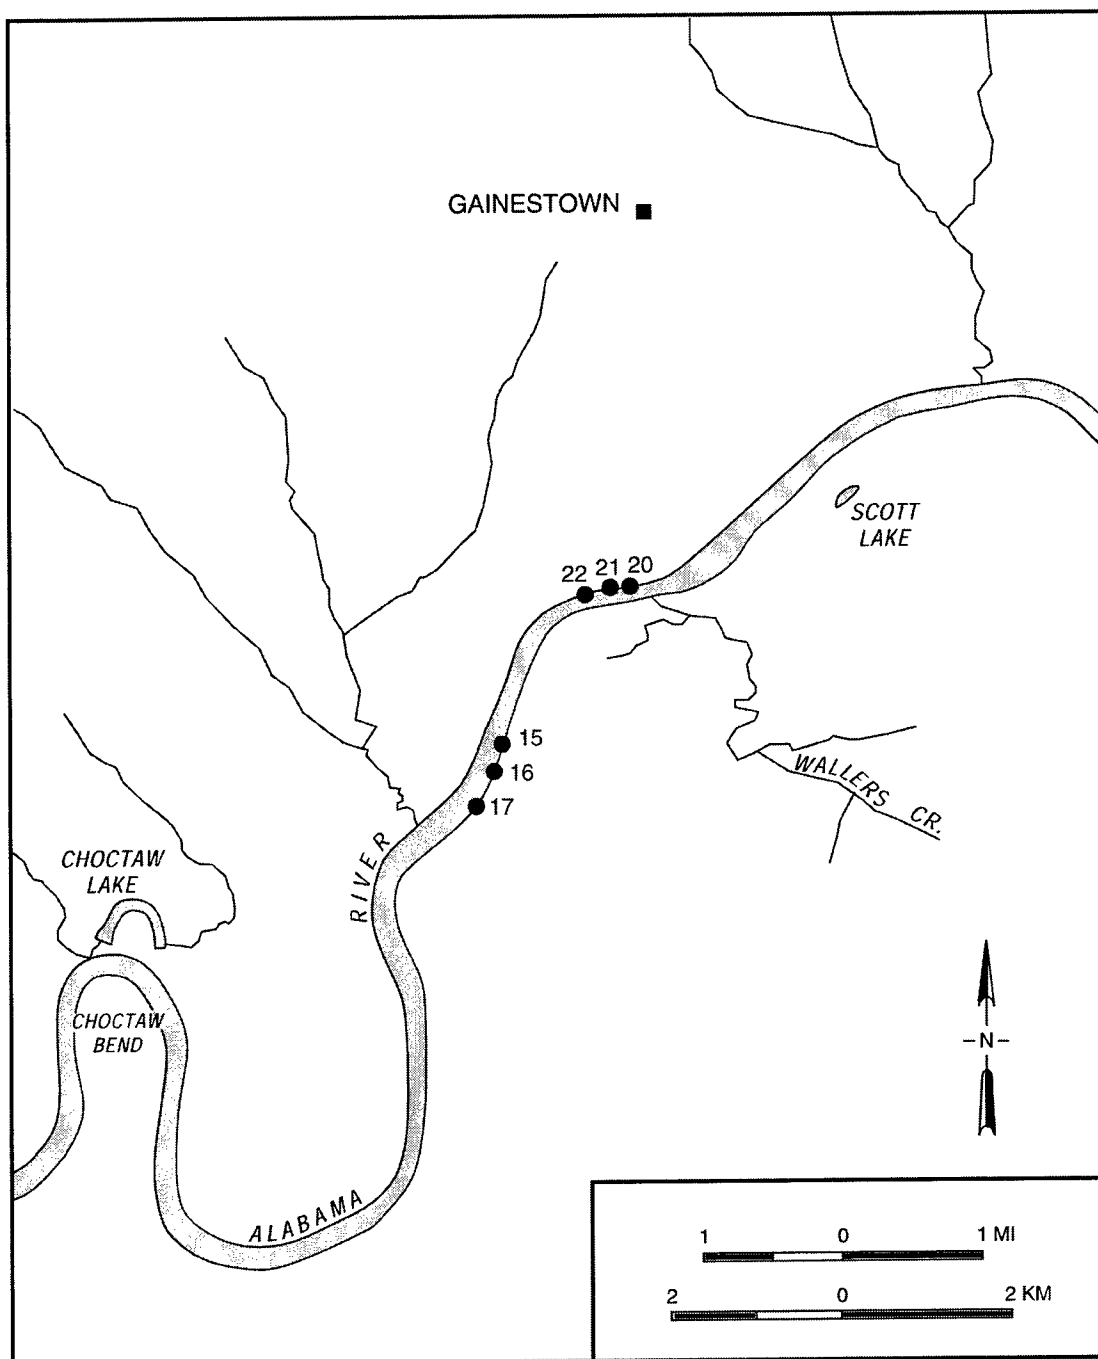 GAINESTOWN
SCOTT
LAKE
22 21 20
15
16
17
WALLERS CR.
RIVER
CHOCTAW
LAKE
CHOCTAW
BEND
-N-
ALABAMA
1 0 1 MI
2 0 2 KM